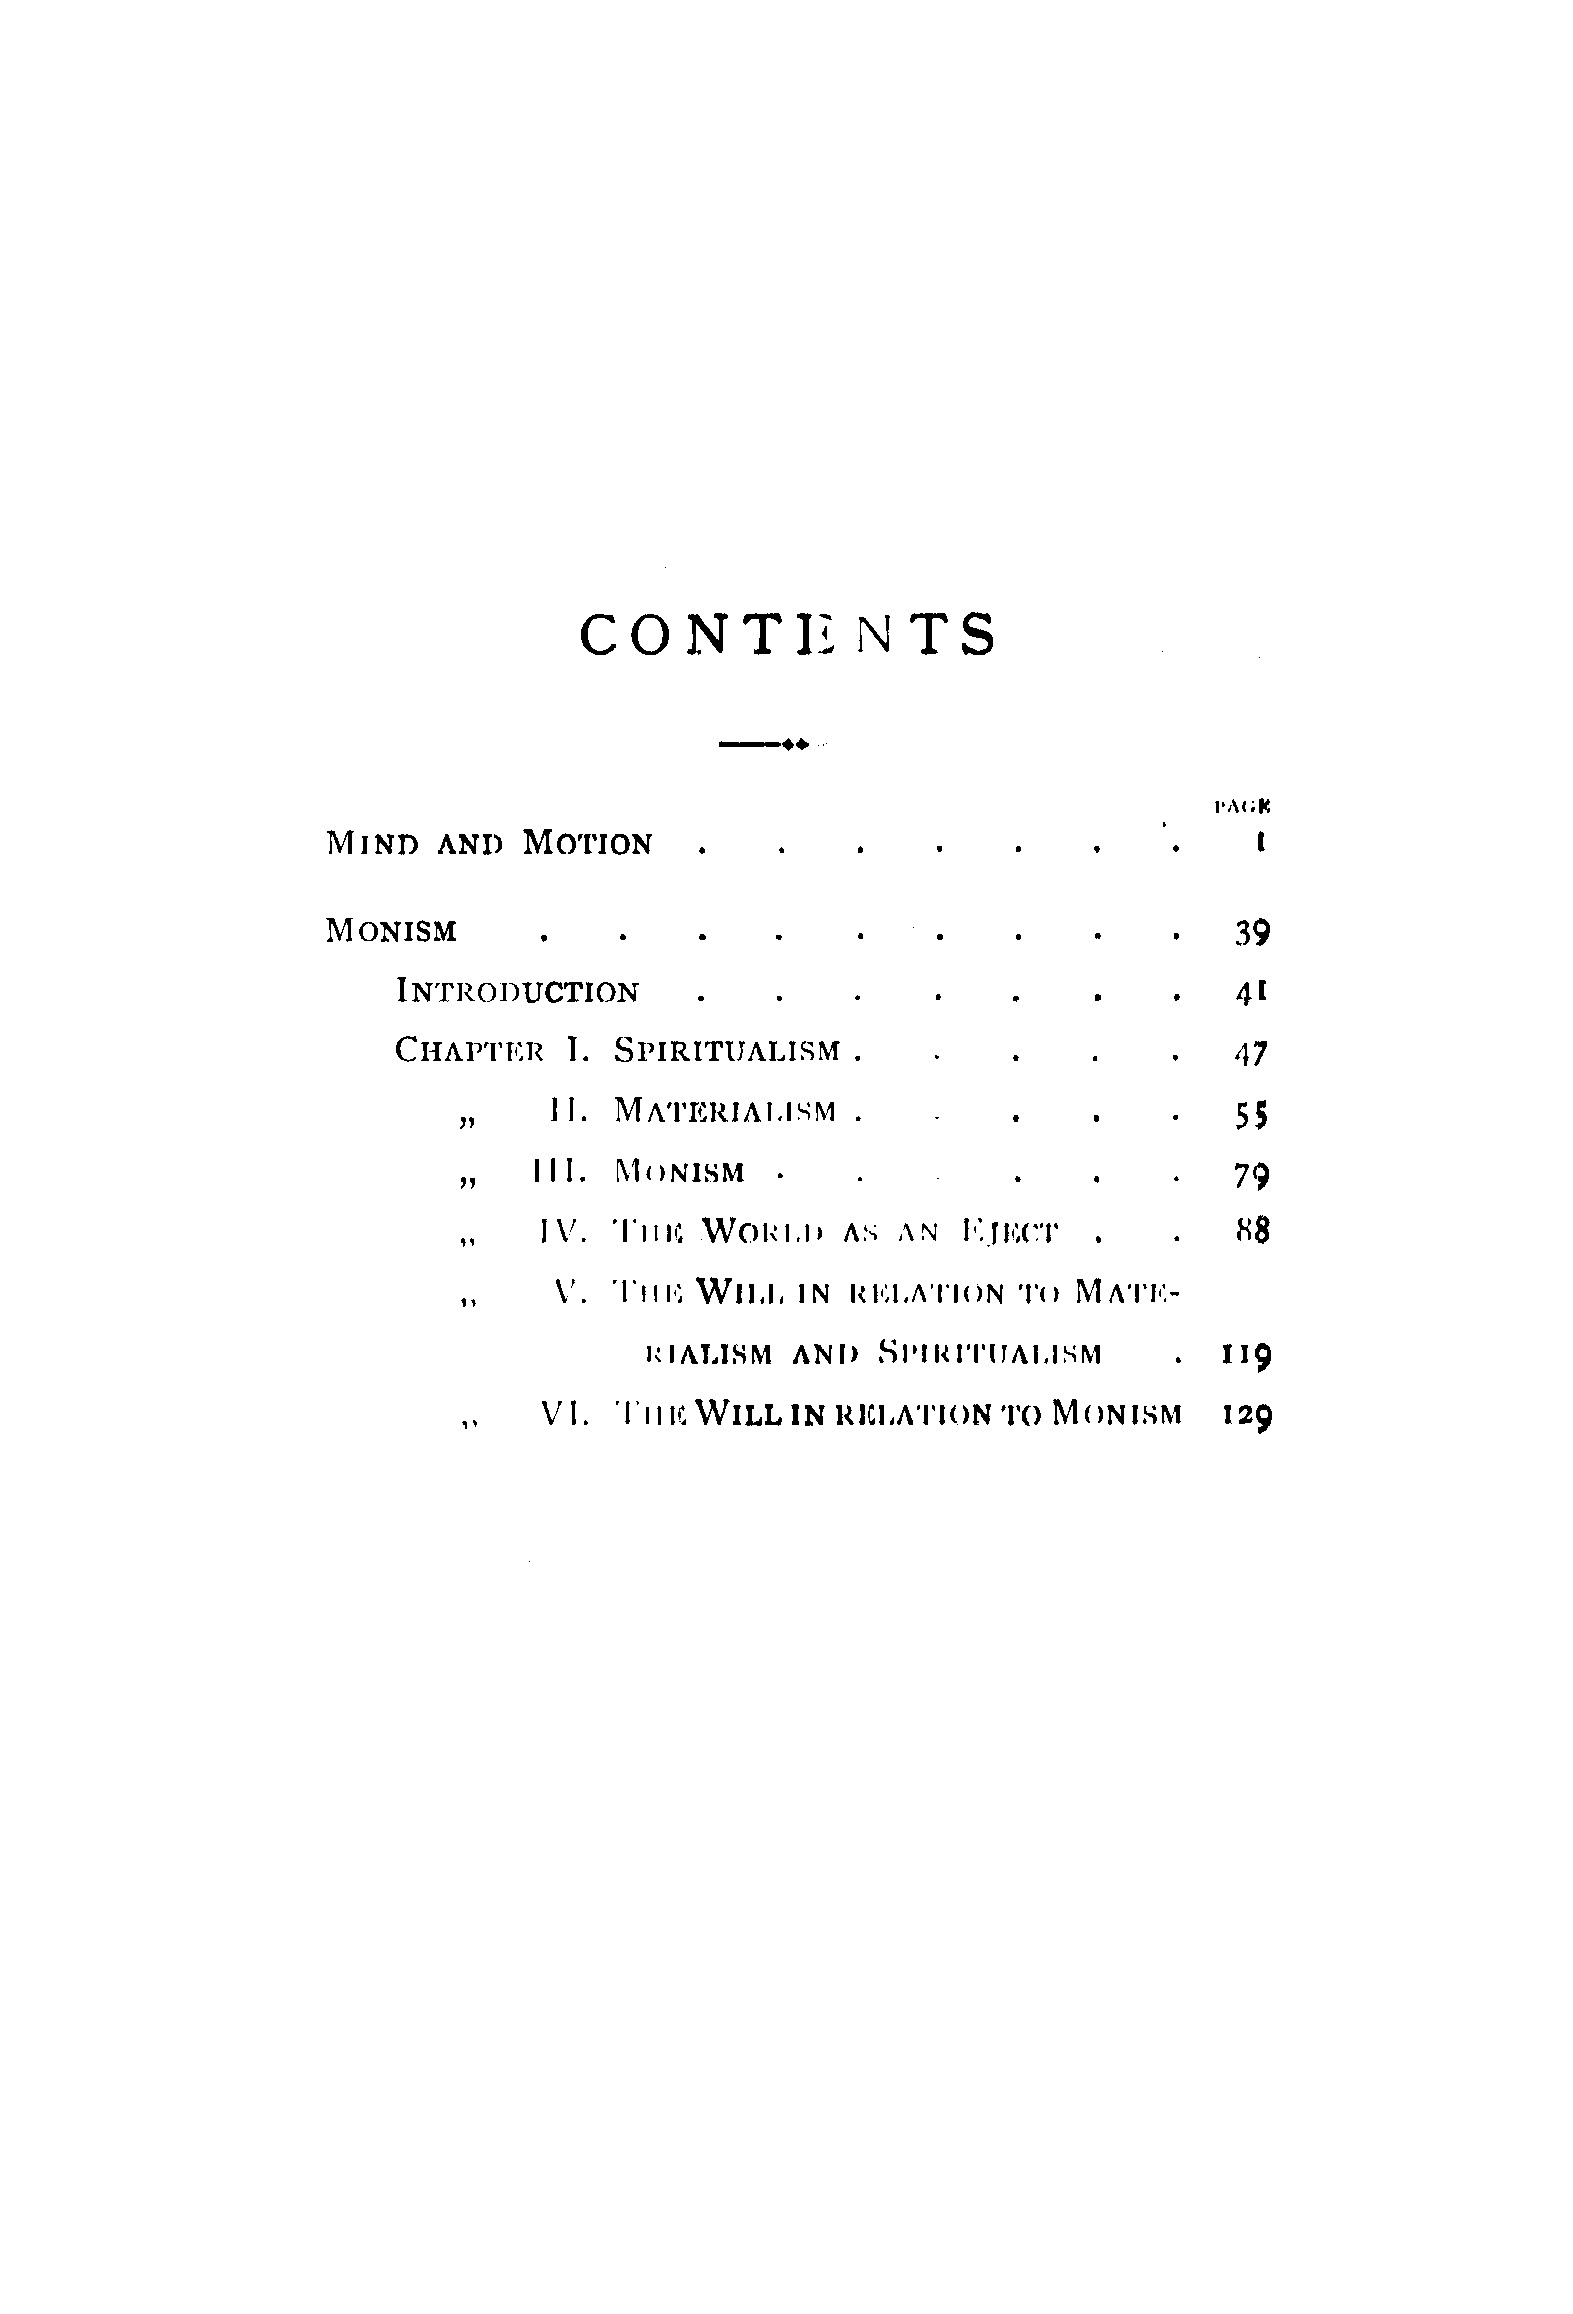 CONTENTS
PAGE
MIND AND MOTION . . . . . . . 1
MONISM . . . . . . . . . 39
INTRODUCTION . . . . . . . 41
CHAPTER I. SPIRITUALISM . . . . . 47
„ II. MATERIALISM . . . . . 55
„ III. MONISM . . . . . . 79
„ IV. THE WORLD AS AN EJECT . . 88
„ V. THE WILL IN RELATION TO MATE-
RIALISM AND SPIRITUALISM . 119
„ VI. THE WILL IN RELATION TO MONISM 129